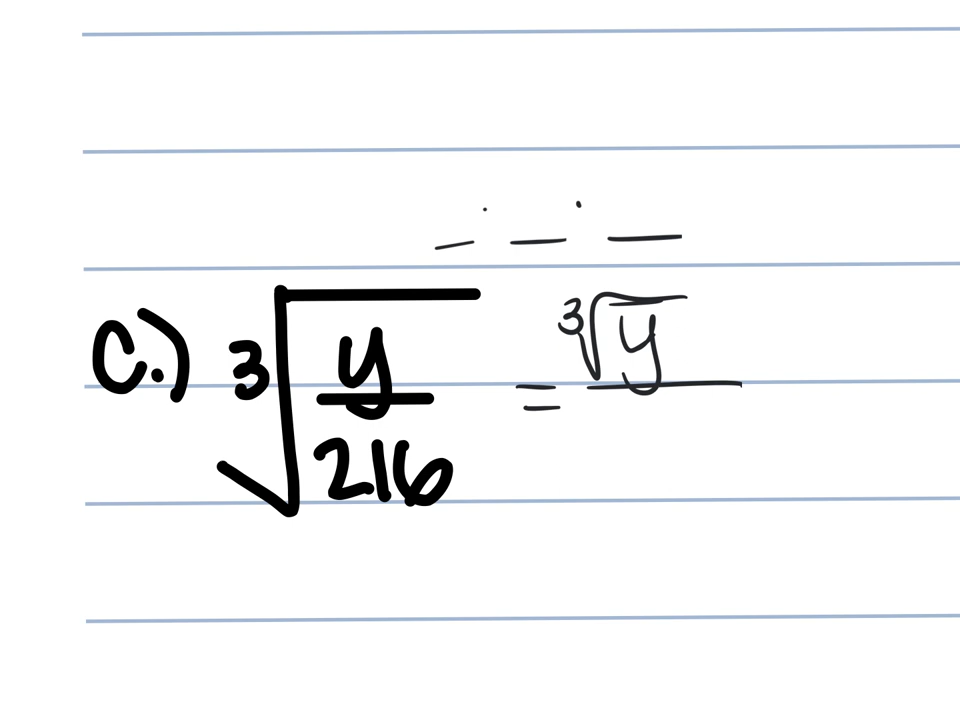 _ · _ · _
C.) ∛(y/216) = ∛y/